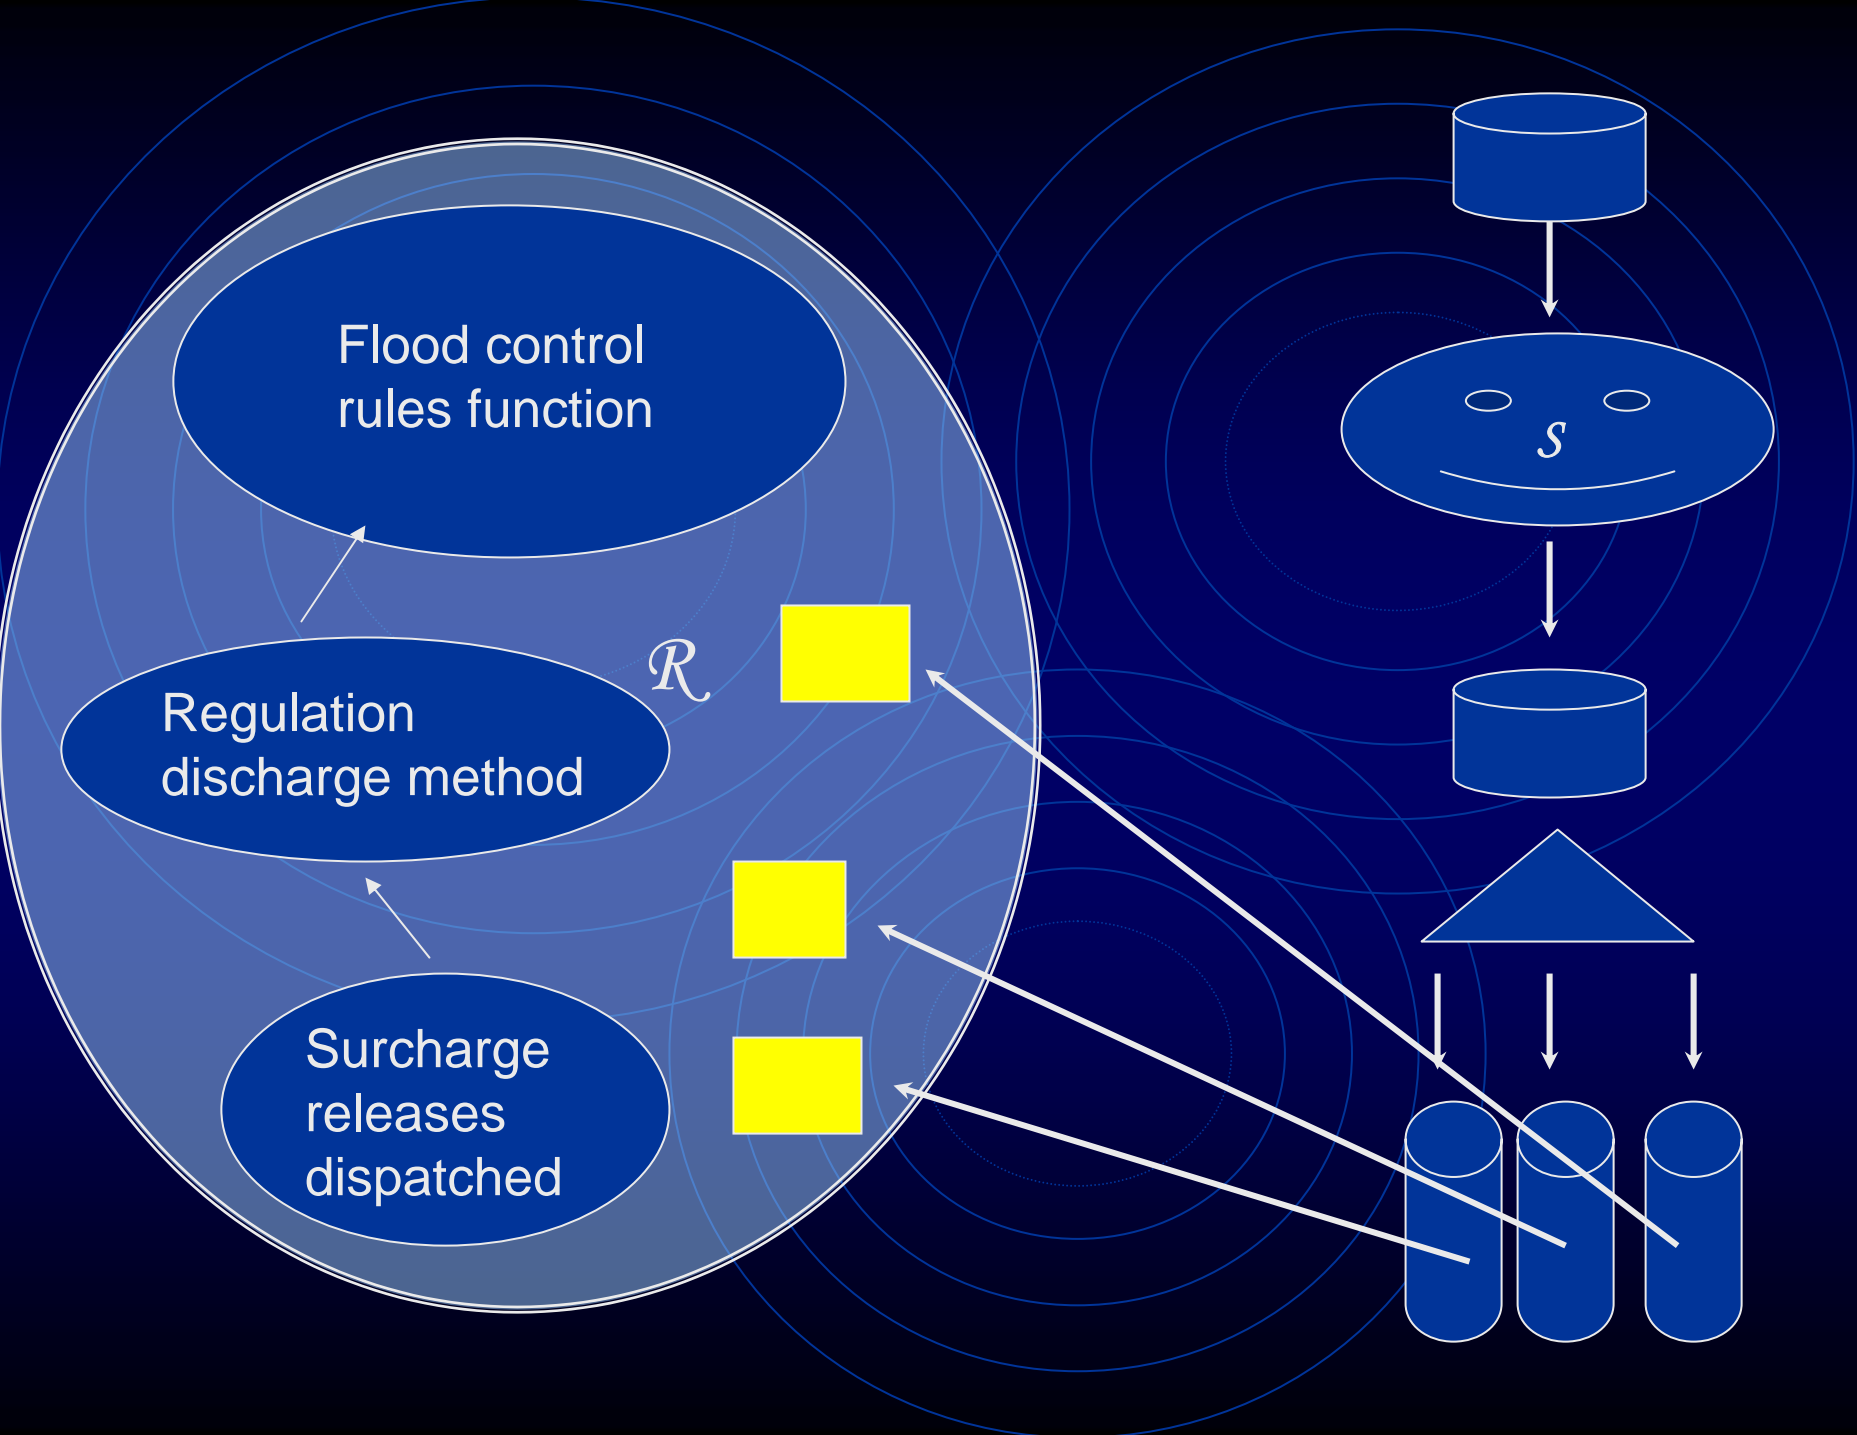 Flood control
rules function
S
R
Regulation
discharge method
Surcharge
releases
dispatched